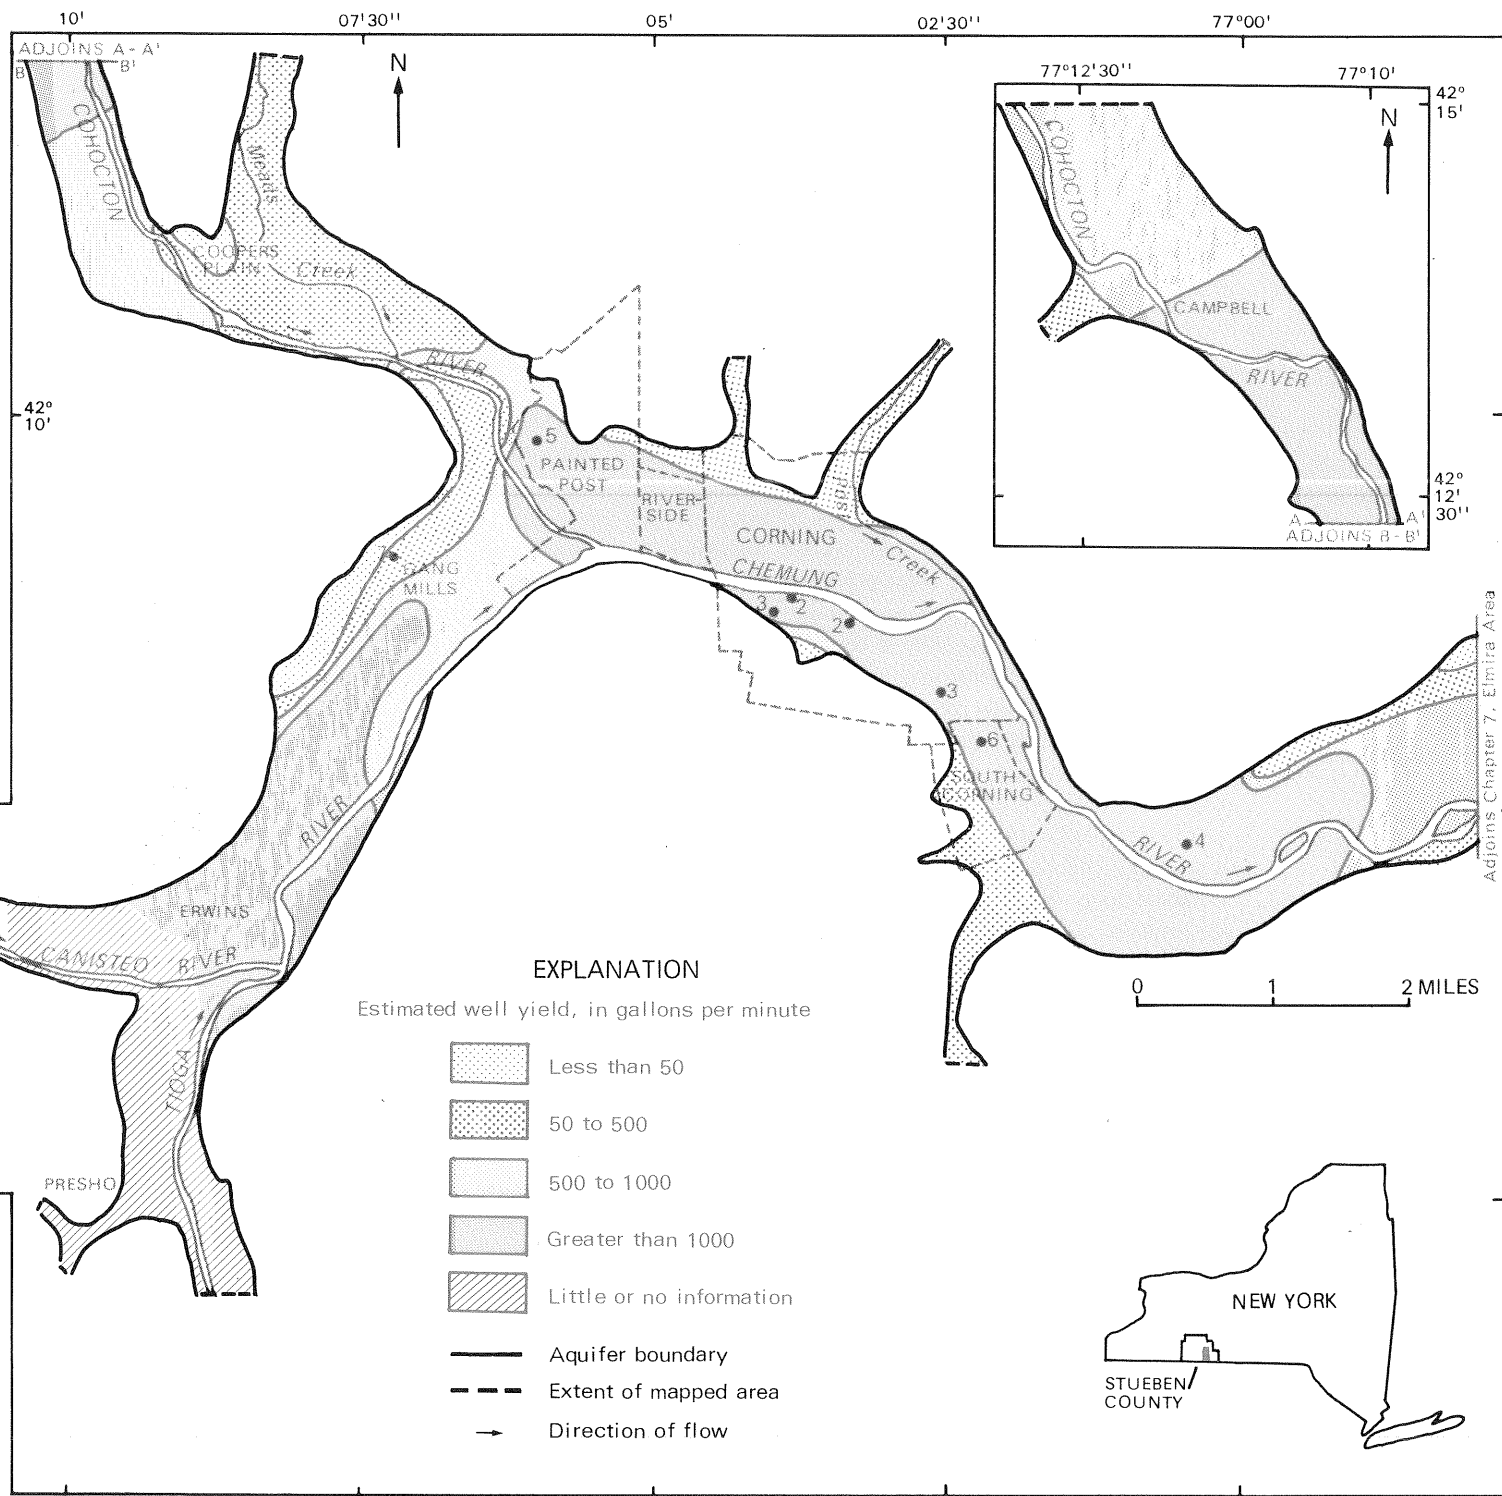 10'
07'30''
05'
02'30''
77°00'
ADJOINS A-A'
B
B'
N
COHOCTON
Meads
COOPERS
PLAIN
Creek
RIVER
42°
10'
77°12'30''
77°10'
42°
15'
N
COHOCTON
CAMPBELL
RIVER
42°
12'
30''
A
A'
ADJOINS B-B'
5
PAINTED
POST
RIVER-
SIDE
CORNING
Creek
CHEMUNG
GANG
MILLS
3
2
2
3
6
SOUTH
CORNING
4
RIVER
RIVER
ERWINS
CANISTEO RIVER
TIOGA
PRESHO
Adjoins Chapter 7, Elmira Area
0 1 2 MILES
EXPLANATION
Estimated well yield, in gallons per minute
Less than 50
50 to 500
500 to 1000
Greater than 1000
Little or no information
Aquifer boundary
Extent of mapped area
Direction of flow
NEW YORK
STUEBEN
COUNTY